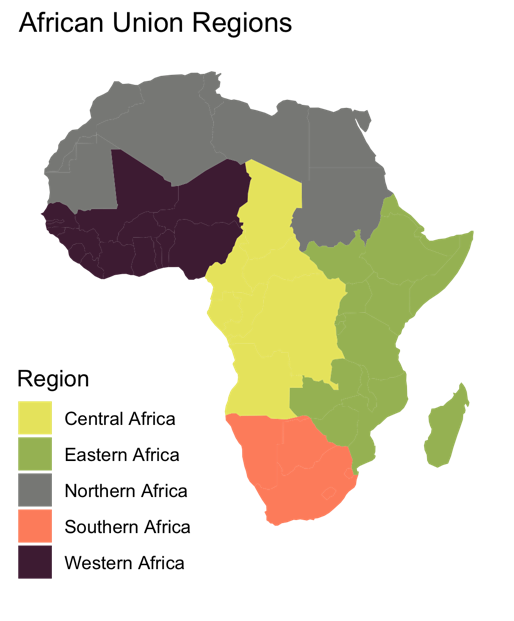 African Union Regions
Region
Central Africa
Eastern Africa
Northern Africa
Southern Africa
Western Africa